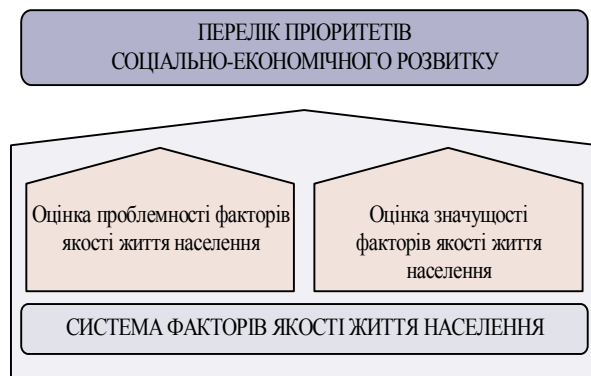 ПЕРЕЛІК ПРІОРИТЕТІВ
СОЦІАЛЬНО-ЕКОНОМІЧНОГО РОЗВИТКУ
Оцінка проблемності факторів
якості життя населення
Оцінка значущості
факторів якості життя
населення
СИСТЕМА ФАКТОРІВ ЯКОСТІ ЖИТТЯ НАСЕЛЕННЯ